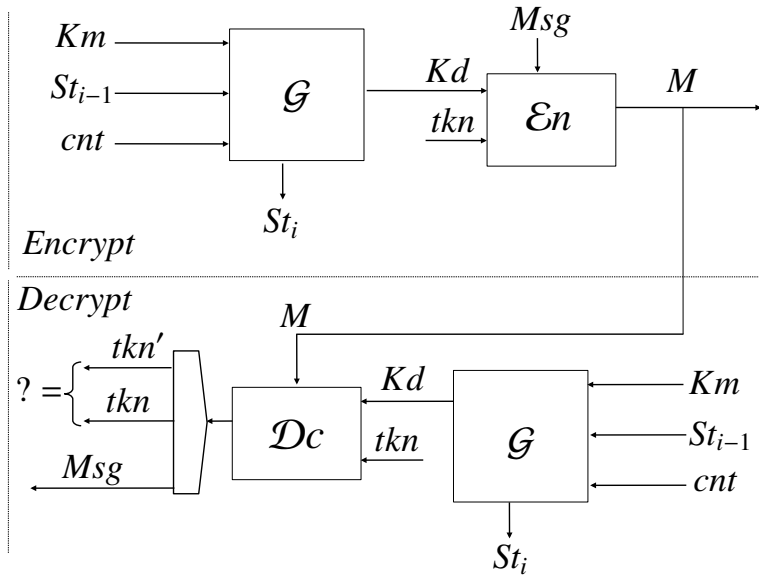 Msg
Km
St_{i−1}
cnt
𝒢
Kd
tkn
ℰn
M
St_i
Encrypt
Decrypt
M
tkn′
? =
tkn
Msg
𝒟c
Kd
tkn
𝒢
Km
St_{i−1}
cnt
St_i